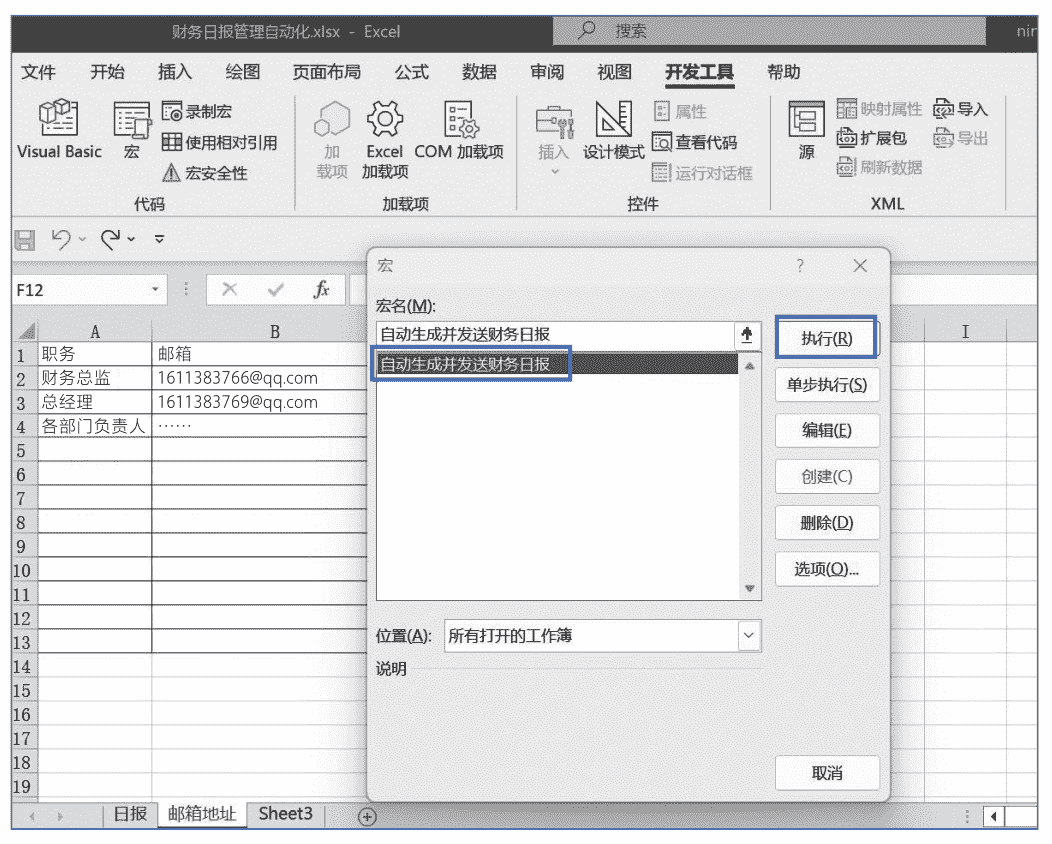 财务日报管理自动化.xlsx - Excel 搜索 nir
文件 开始 插入 绘图 页面布局 公式 数据 审阅 视图 开发工具 帮助
Visual Basic 宏 录制宏
使用相对引用
宏安全性
代码
加载项 Excel 加载项 COM 加载项
加载项
插入 设计模式 属性
查看代码
运行对话框
控件
源 映射属性 导入
扩展包 导出
刷新数据
XML
F12 fx
A B I
1 职务 邮箱
2 财务总监 1611383766@qq.com
3 总经理 1611383769@qq.com
4 各部门负责人 ······
5
6
7
8
9
10
11
12
13
14
15
16
17
18
19
宏 ?
宏名(M):
自动生成并发送财务日报
自动生成并发送财务日报
执行(R)
单步执行(S)
编辑(E)
创建(C)
删除(D)
选项(O)...
位置(A): 所有打开的工作簿
说明
取消
日报 邮箱地址 Sheet3